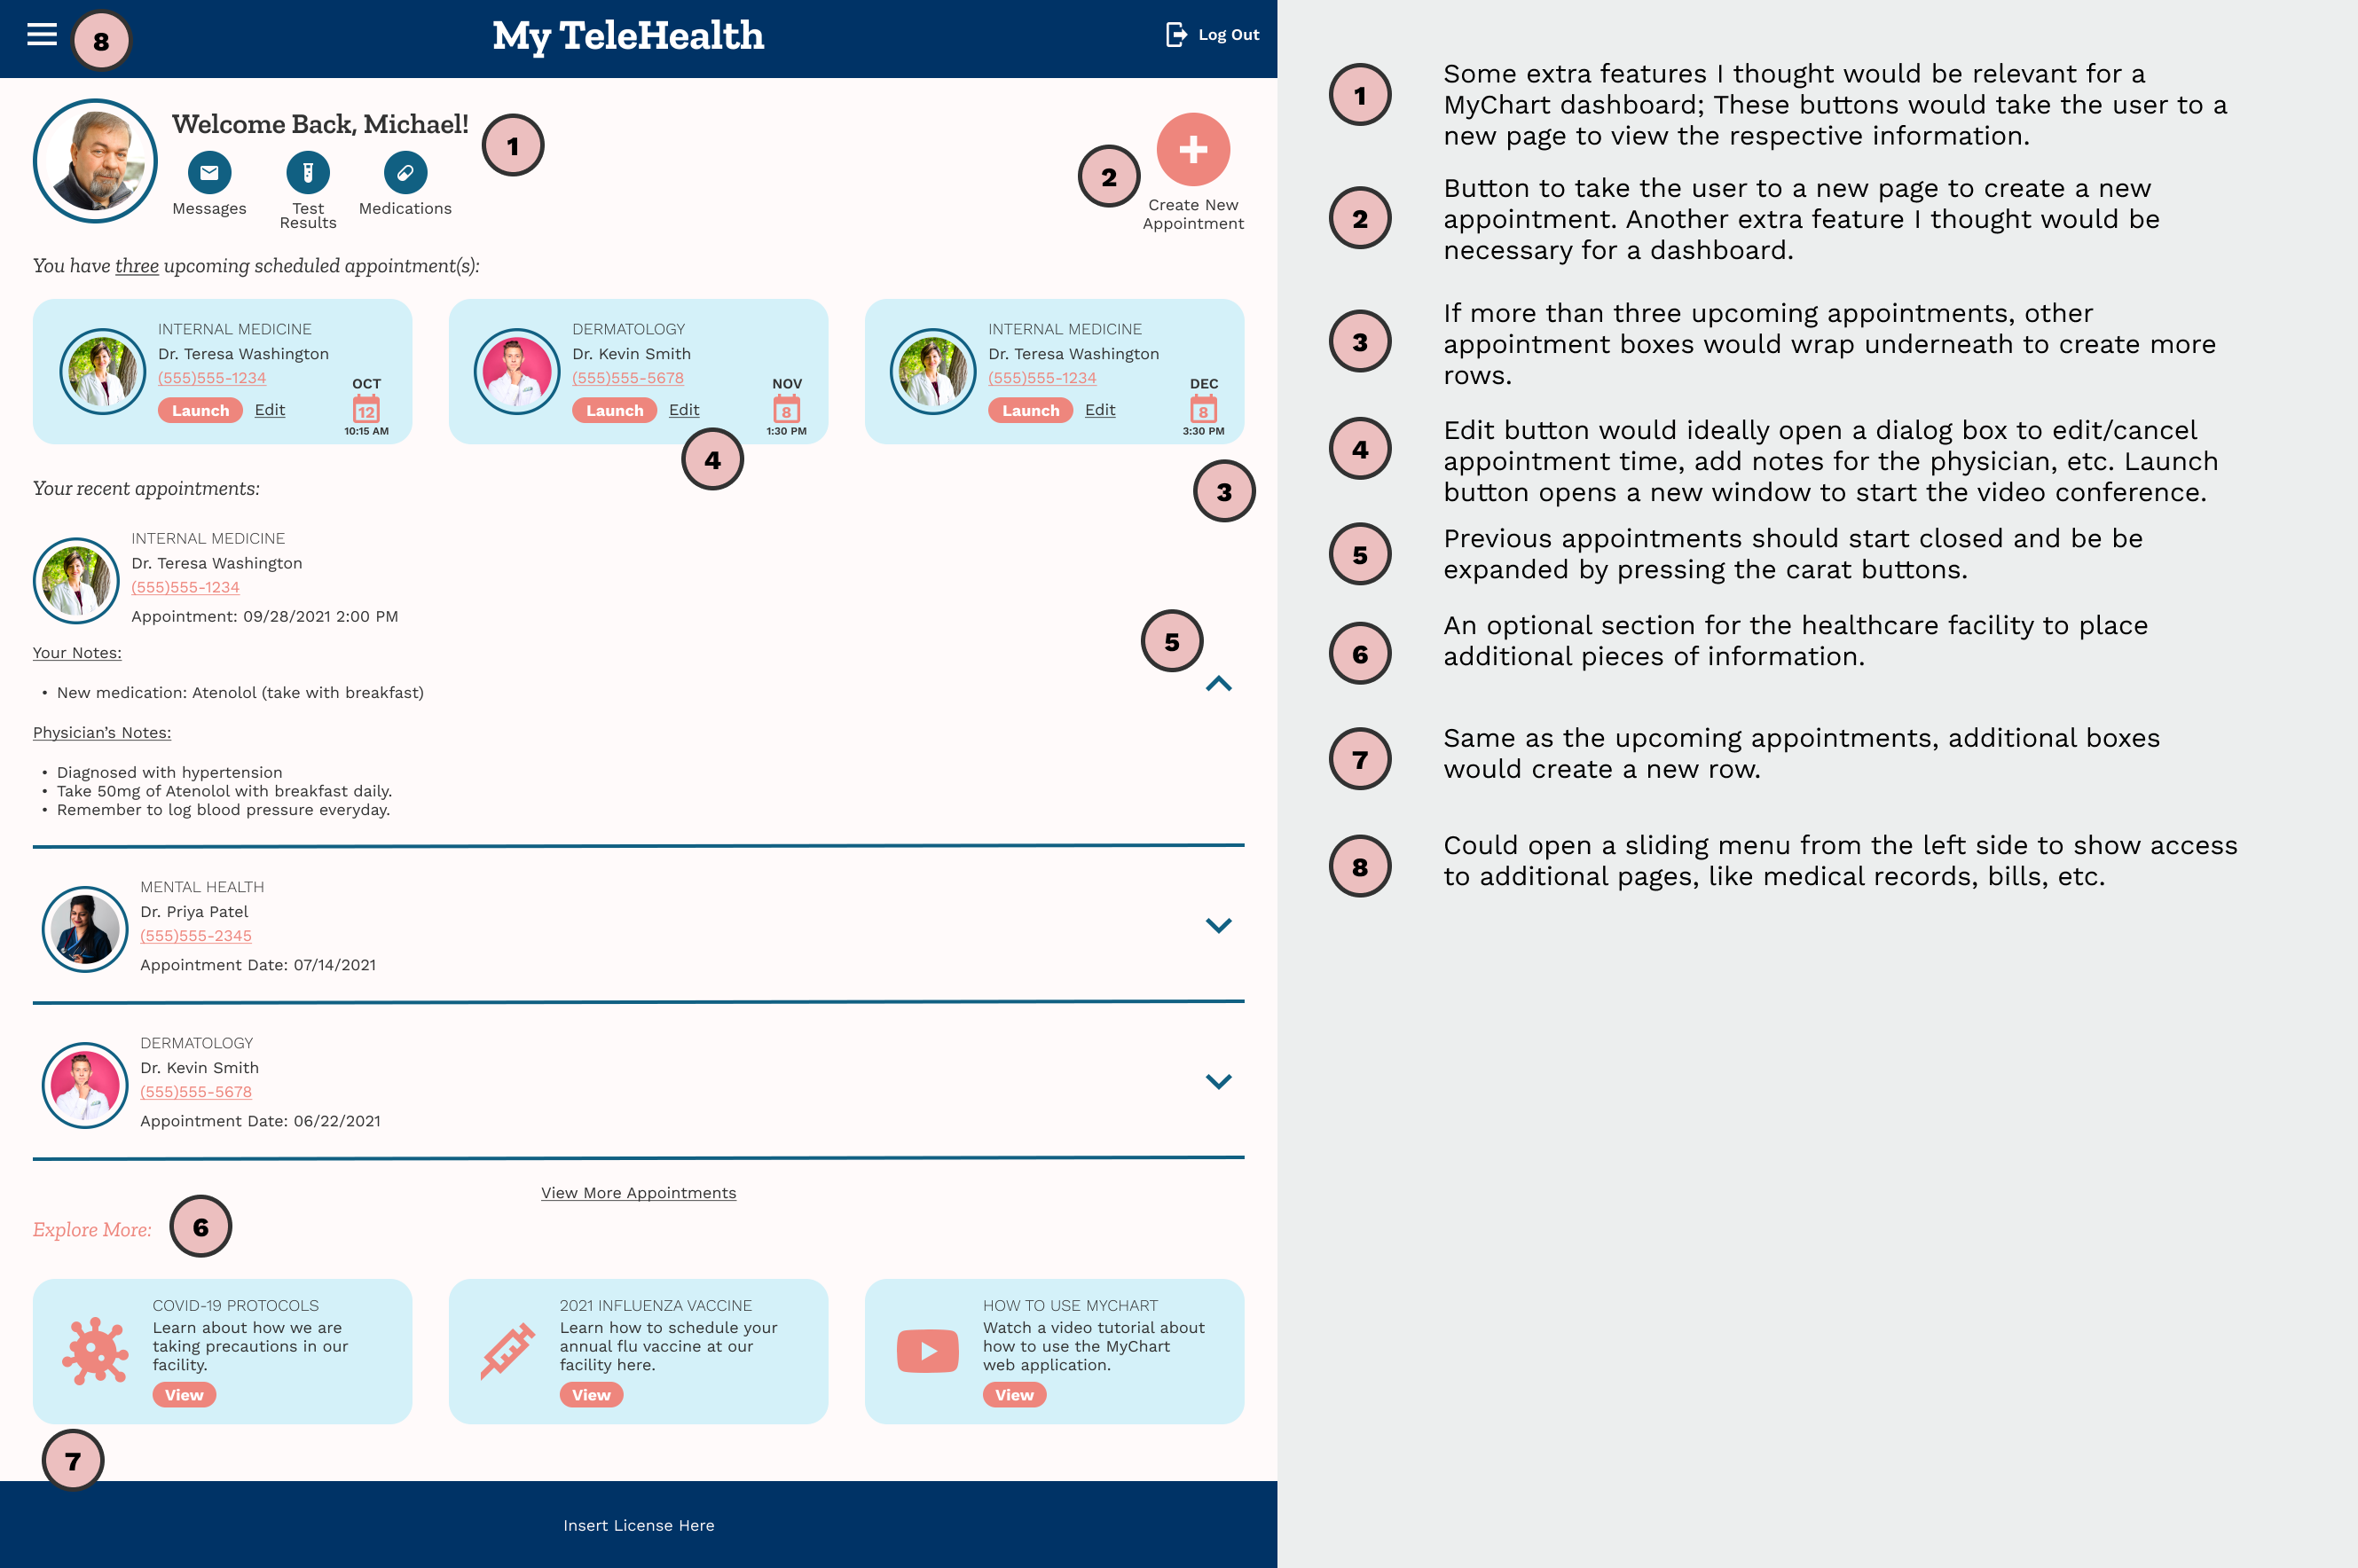 8
My TeleHealth
Log Out
Welcome Back, Michael!
1
Messages
Test
Results
Medications
2
Create New
Appointment
You have three upcoming scheduled appointment(s):
INTERNAL MEDICINE
Dr. Teresa Washington
(555)555-1234
Launch Edit
OCT
12
10:15 AM
DERMATOLOGY
Dr. Kevin Smith
(555)555-5678
Launch Edit
NOV
8
1:30 PM
INTERNAL MEDICINE
Dr. Teresa Washington
(555)555-1234
Launch Edit
DEC
8
3:30 PM
4
3
Your recent appointments:
INTERNAL MEDICINE
Dr. Teresa Washington
(555)555-1234
Appointment: 09/28/2021 2:00 PM
5
Your Notes:
• New medication: Atenolol (take with breakfast)
Physician’s Notes:
• Diagnosed with hypertension
• Take 50mg of Atenolol with breakfast daily.
• Remember to log blood pressure everyday.
MENTAL HEALTH
Dr. Priya Patel
(555)555-2345
Appointment Date: 07/14/2021
DERMATOLOGY
Dr. Kevin Smith
(555)555-5678
Appointment Date: 06/22/2021
View More Appointments
Explore More:
6
COVID-19 PROTOCOLS
Learn about how we are
taking precautions in our
facility.
View
2021 INFLUENZA VACCINE
Learn how to schedule your
annual flu vaccine at our
facility here.
View
HOW TO USE MYCHART
Watch a video tutorial about
how to use the MyChart
web application.
View
7
Insert License Here
1
Some extra features I thought would be relevant for a
MyChart dashboard; These buttons would take the user to a
new page to view the respective information.
2
Button to take the user to a new page to create a new
appointment. Another extra feature I thought would be
necessary for a dashboard.
3
If more than three upcoming appointments, other
appointment boxes would wrap underneath to create more
rows.
4
Edit button would ideally open a dialog box to edit/cancel
appointment time, add notes for the physician, etc. Launch
button opens a new window to start the video conference.
5
Previous appointments should start closed and be be
expanded by pressing the carat buttons.
6
An optional section for the healthcare facility to place
additional pieces of information.
7
Same as the upcoming appointments, additional boxes
would create a new row.
8
Could open a sliding menu from the left side to show access
to additional pages, like medical records, bills, etc.